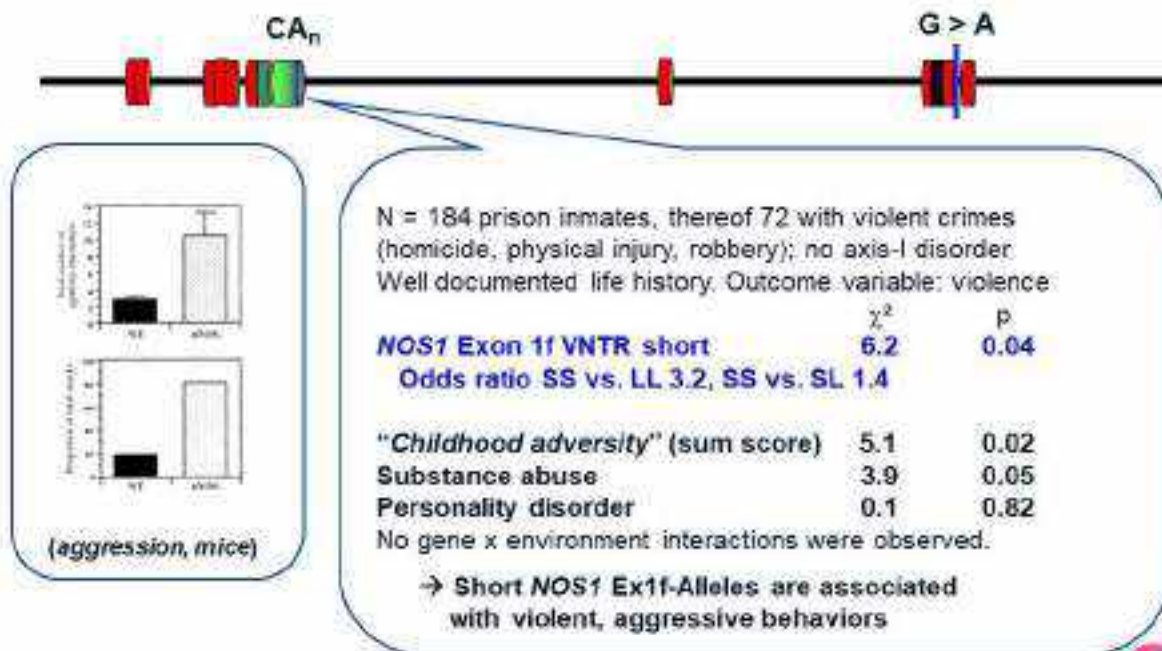 CAn
G > A
N = 184 prison inmates, thereof 72 with violent crimes
(homicide, physical injury, robbery); no axis-I disorder
Well documented life history. Outcome variable: violence
χ² p
NOS1 Exon 1f VNTR short 6.2 0.04
Odds ratio SS vs. LL 3.2, SS vs. SL 1.4
"Childhood adversity" (sum score) 5.1 0.02
Substance abuse 3.9 0.05
Personality disorder 0.1 0.82
No gene x environment interactions were observed.
→ Short NOS1 Ex1f-Alleles are associated
with violent, aggressive behaviors
WT
WT
(aggression, mice)